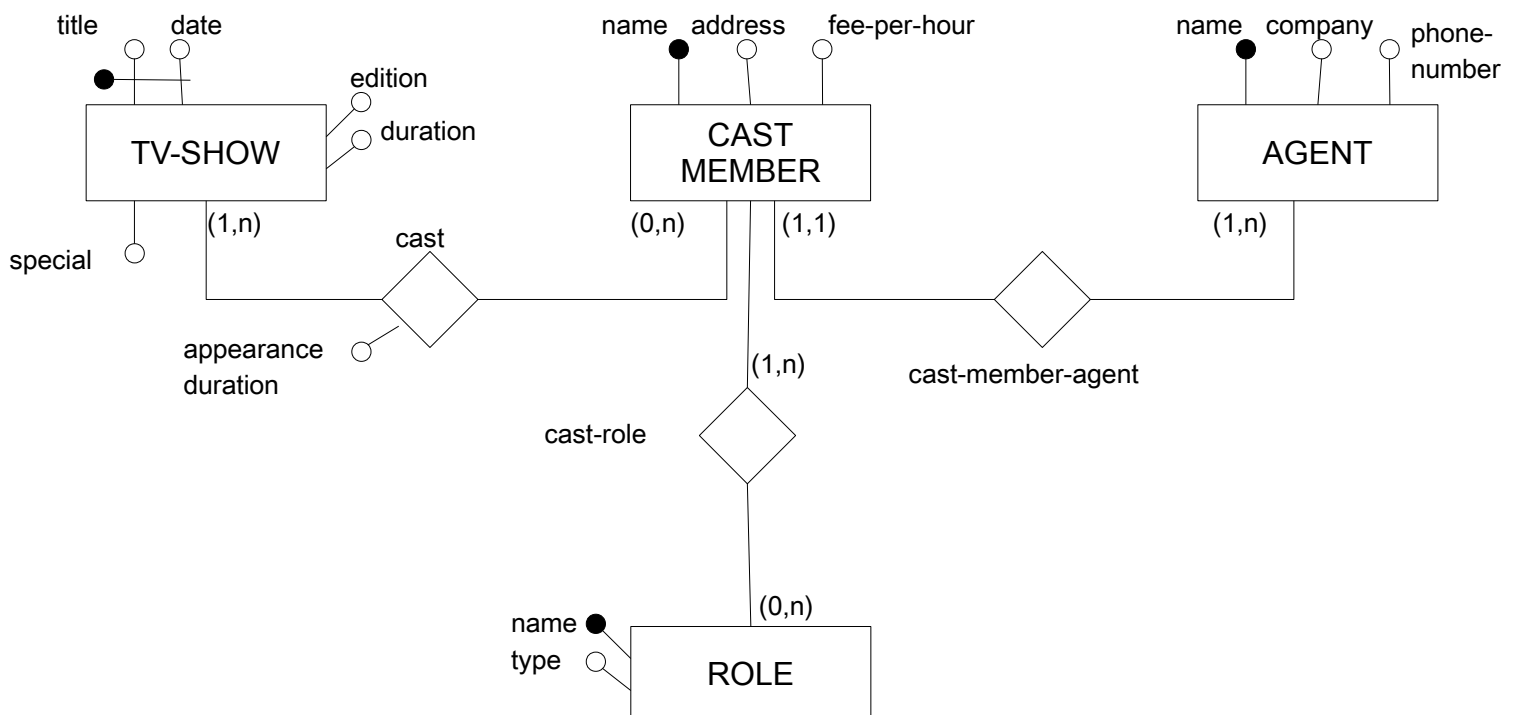 title date
name address fee-per-hour
name company phone-
number
edition
duration
TV-SHOW
CAST
MEMBER
AGENT
(1,n)
(0,n) (1,1)
(1,n)
special
cast
appearance
duration
(1,n)
cast-member-agent
cast-role
(0,n)
name
type
ROLE